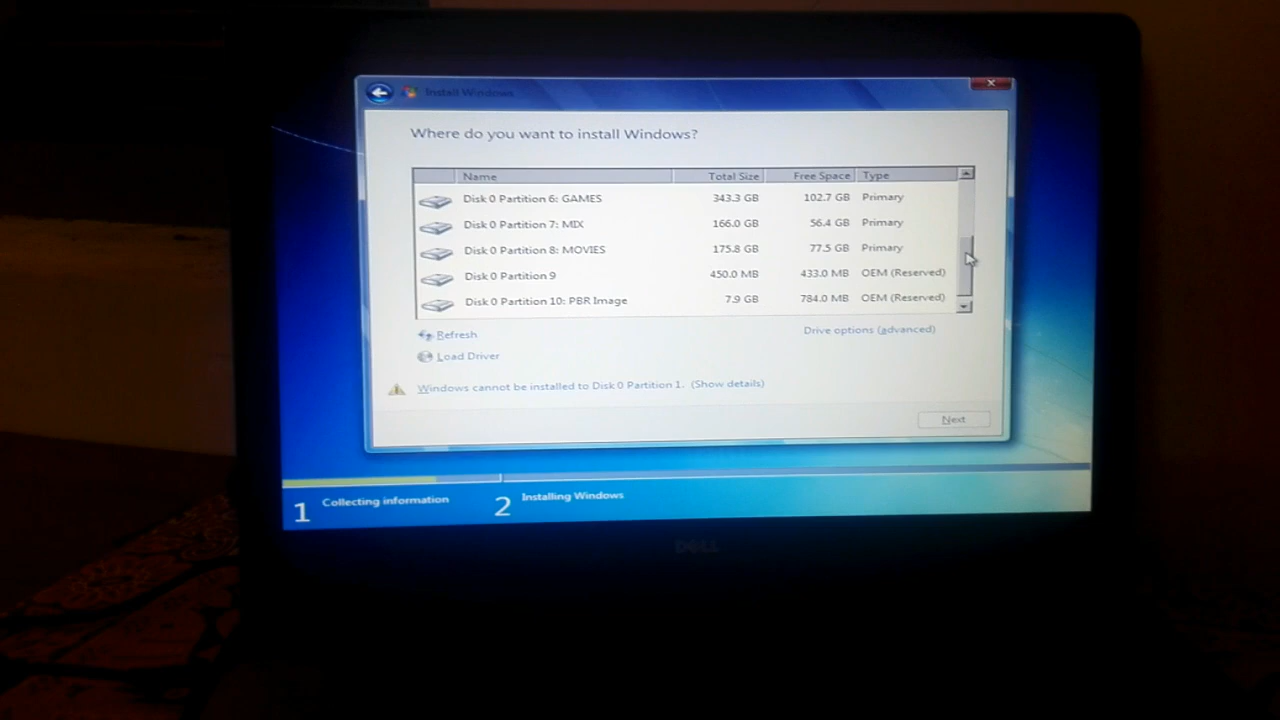 Install Windows
Where do you want to install Windows?
Name Total Size Free Space Type
Disk 0 Partition 6: GAMES 343.3 GB 102.7 GB Primary
Disk 0 Partition 7: MIX 166.0 GB 56.4 GB Primary
Disk 0 Partition 8: MOVIES 175.8 GB 77.5 GB Primary
Disk 0 Partition 9 450.0 MB 433.0 MB OEM (Reserved)
Disk 0 Partition 10: PBR Image 7.9 GB 784.0 MB OEM (Reserved)
Refresh Drive options (advanced)
Load Driver
Windows cannot be installed to Disk 0 Partition 1. (Show details)
Next
1 Collecting information 2 Installing Windows
DELL